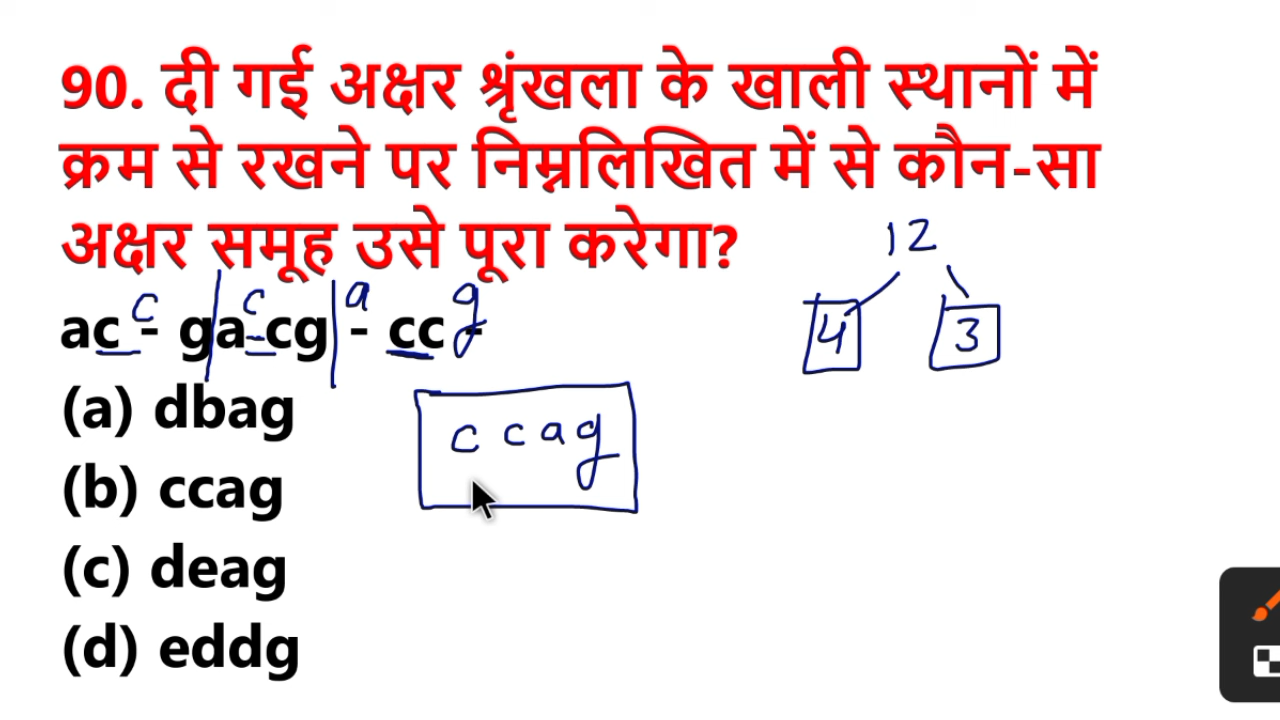 90. दी गई अक्षर श्रृंखला के खाली स्थानों में
क्रम से रखने पर निम्नलिखित में से कौन-सा
अक्षर समूह उसे पूरा करेगा?
12
4 3
c c a g
ac - ga-cg - cc -
(a) dbag
c c a g
(b) ccag
(c) deag
(d) eddg